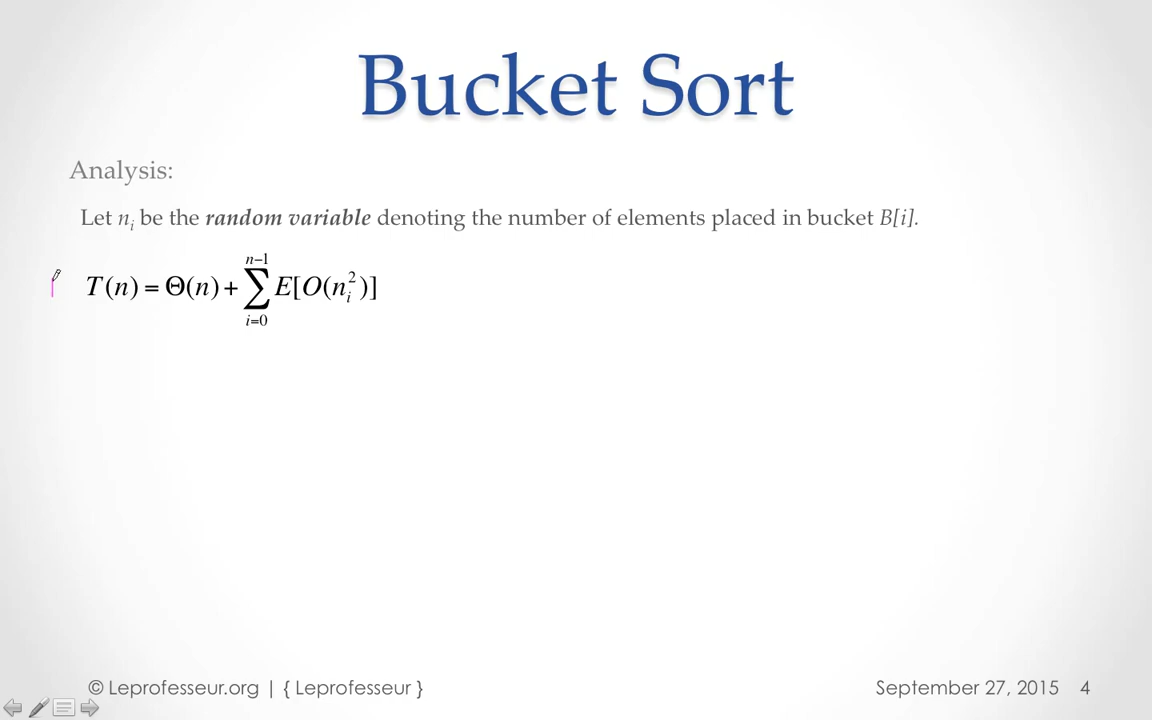 Bucket Sort
Analysis:
Let nᵢ be the random variable denoting the number of elements placed in bucket B[i].
T(n) = Θ(n) + ∑_{i=0}^{n−1} E[O(nᵢ²)]
© Leprofesseur.org | { Leprofesseur }
September 27, 2015 4